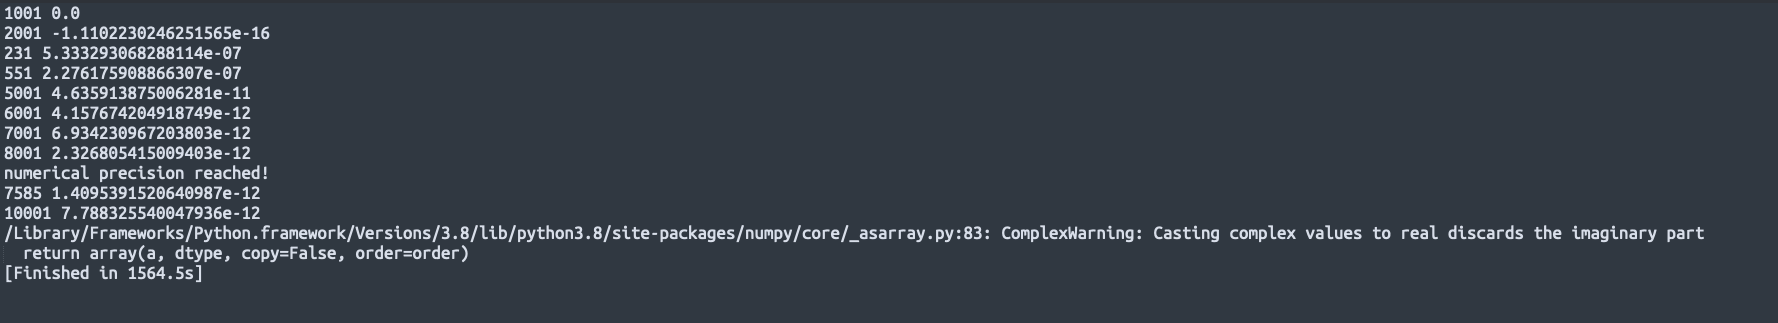 1001 0.0
2001 -1.1102230246251565e-16
231 5.333293068288114e-07
551 2.276175908866307e-07
5001 4.635913875006281e-11
6001 4.157674204918749e-12
7001 6.934230967203803e-12
8001 2.326805415009403e-12
numerical precision reached!
7585 1.4095391520640987e-12
10001 7.788325540047936e-12
/Library/Frameworks/Python.framework/Versions/3.8/lib/python3.8/site-packages/numpy/core/_asarray.py:83: ComplexWarning: Casting complex values to real discards the imaginary part
  return array(a, dtype, copy=False, order=order)
[Finished in 1564.5s]